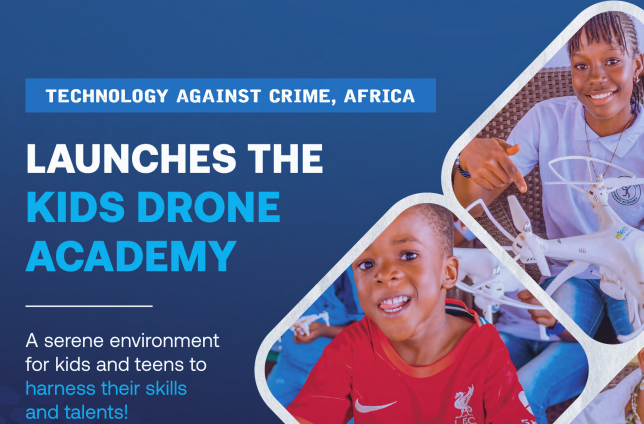 TECHNOLOGY AGAINST CRIME, AFRICA
LAUNCHES THE
KIDS DRONE
ACADEMY
A serene environment
for kids and teens to
harness their skills
and talents!
L.F.C.